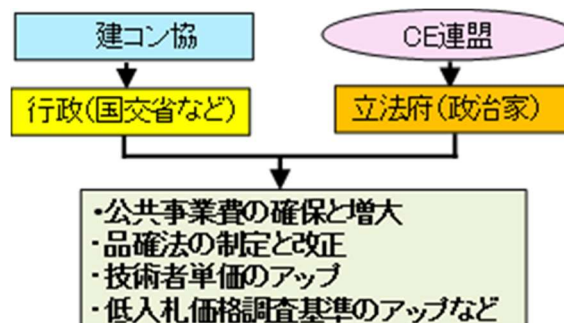 建コン協
CE連盟
行政(国交省など)
立法府(政治家)
・公共事業費の確保と増大
・品確法の制定と改正
・技術者単価のアップ
・低入札価格調査基準のアップなど